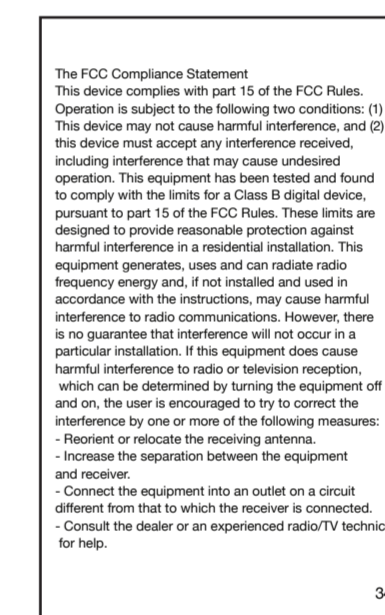 The FCC Compliance Statement
This device complies with part 15 of the FCC Rules.
Operation is subject to the following two conditions: (1)
This device may not cause harmful interference, and (2)
this device must accept any interference received,
including interference that may cause undesired
operation. This equipment has been tested and found
to comply with the limits for a Class B digital device,
pursuant to part 15 of the FCC Rules. These limits are
designed to provide reasonable protection against
harmful interference in a residential installation. This
equipment generates, uses and can radiate radio
frequency energy and, if not installed and used in
accordance with the instructions, may cause harmful
interference to radio communications. However, there
is no guarantee that interference will not occur in a
particular installation. If this equipment does cause
harmful interference to radio or television reception,
which can be determined by turning the equipment off
and on, the user is encouraged to try to correct the
interference by one or more of the following measures:
- Reorient or relocate the receiving antenna.
- Increase the separation between the equipment
and receiver.
- Connect the equipment into an outlet on a circuit
different from that to which the receiver is connected.
- Consult the dealer or an experienced radio/TV technic
for help.